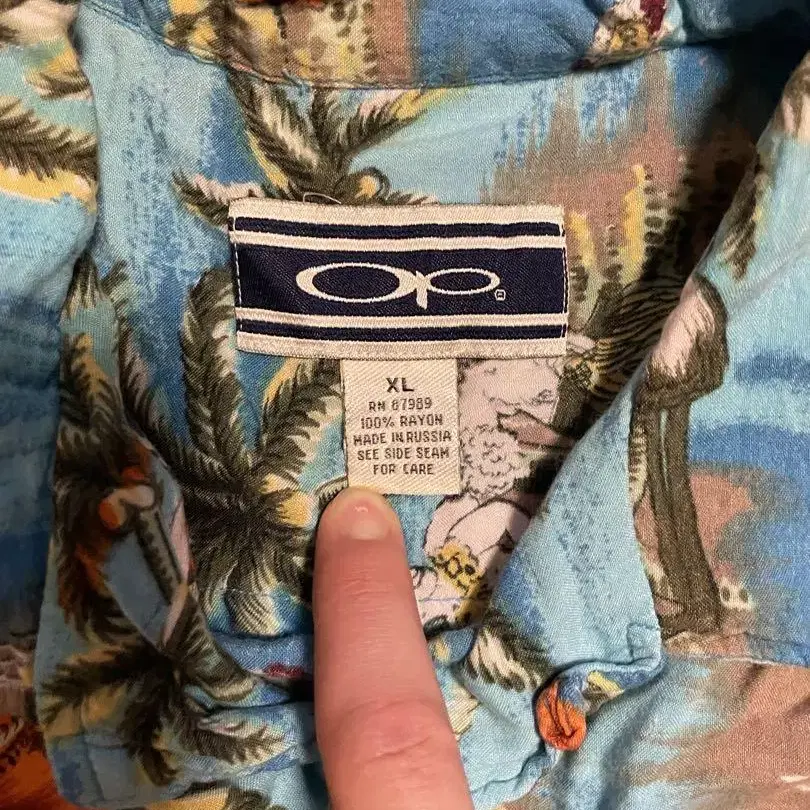 Op®
XL
RN 87989
100% RAYON
MADE IN RUSSIA
SEE SIDE SEAM
FOR CARE